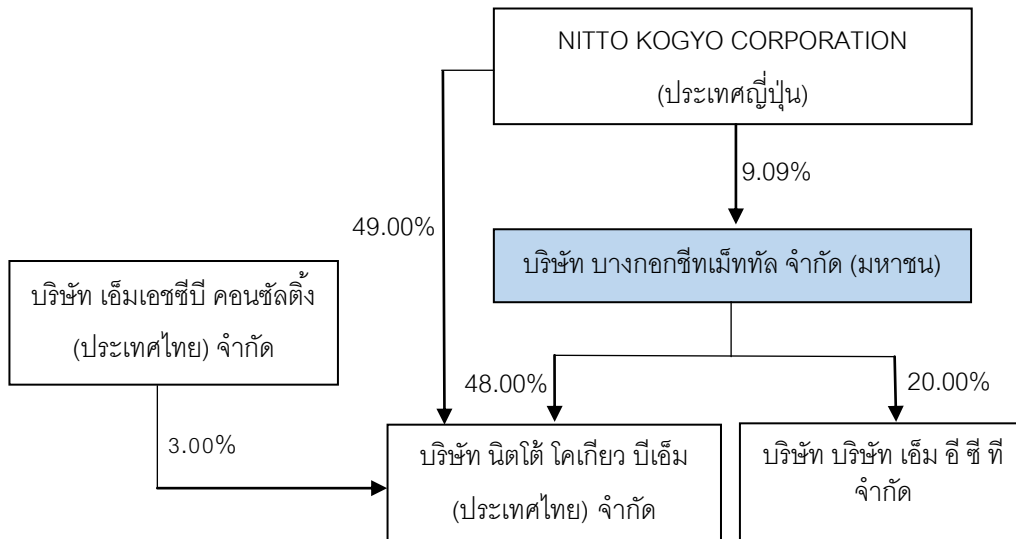 NITTO KOGYO CORPORATION
(ประเทศญี่ปุ่น)
9.09%
49.00%
บริษัท บางกอกชีทเม็ททัล จำกัด (มหาชน)
บริษัท เอ็มเอชซีบี คอนซัลติ้ง
(ประเทศไทย) จำกัด
48.00%
20.00%
3.00%
บริษัท นิตโต้ โคเกียว บีเอ็ม
(ประเทศไทย) จำกัด
บริษัท บริษัท เอ็ม อี ซี ที
จำกัด